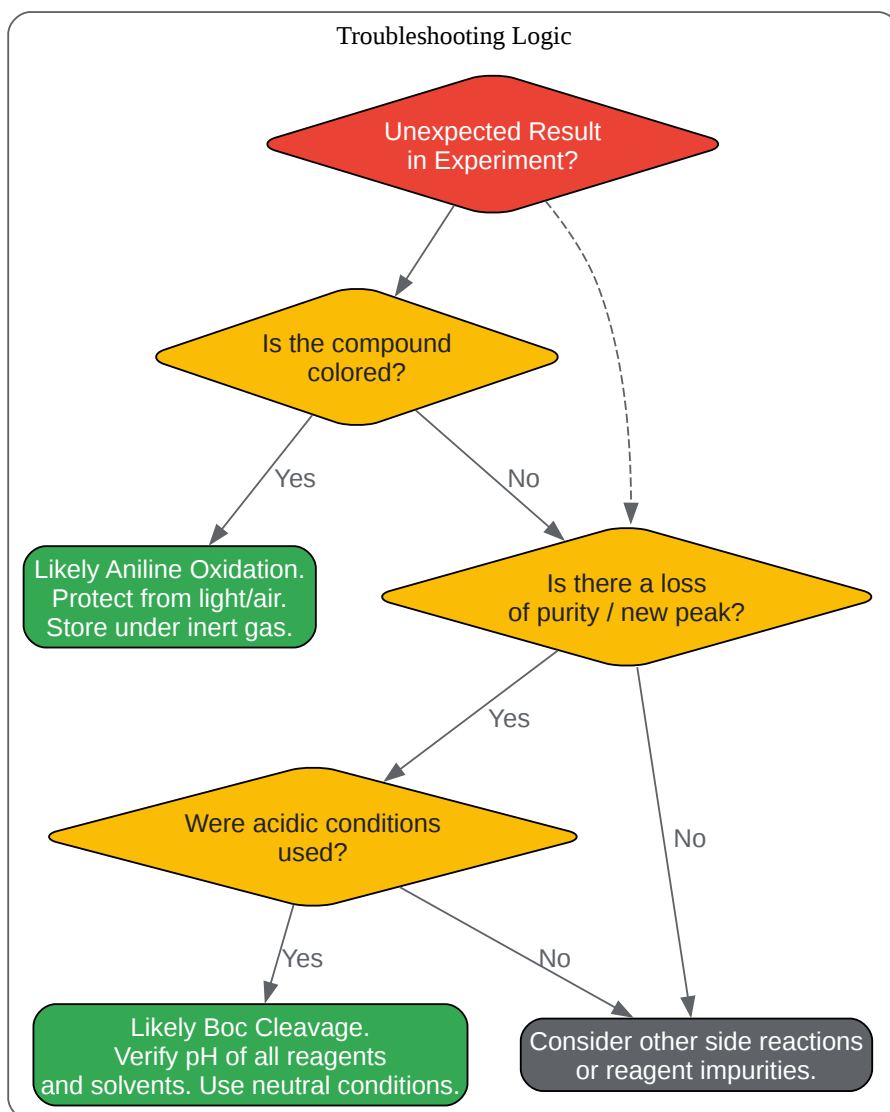 Troubleshooting Logic
Unexpected Result
in Experiment?
Is the compound
colored?
Yes
No
Likely Aniline Oxidation.
Protect from light/air.
Store under inert gas.
Is there a loss
of purity / new peak?
Yes
No
Were acidic conditions
used?
Yes
No
Likely Boc Cleavage.
Verify pH of all reagents
and solvents. Use neutral conditions.
Consider other side reactions
or reagent impurities.